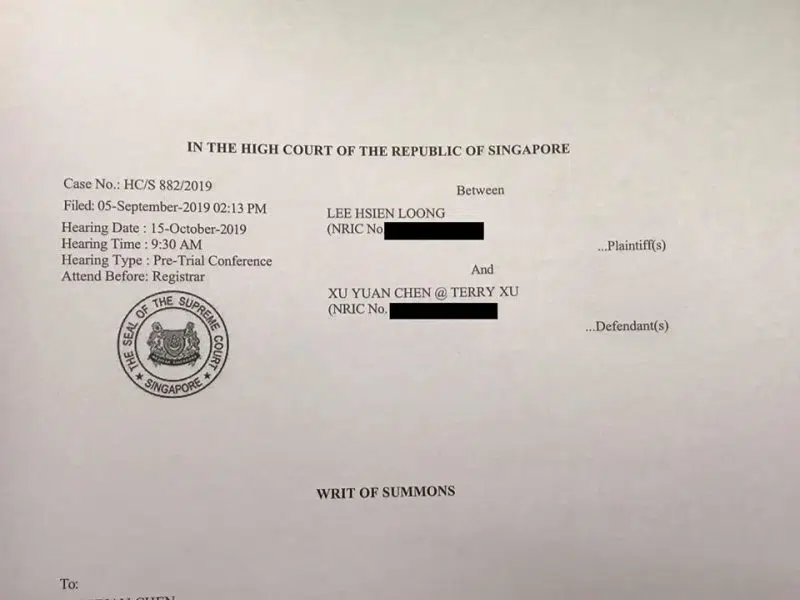 IN THE HIGH COURT OF THE REPUBLIC OF SINGAPORE
Case No.: HC/S 882/2019
Filed: 05-September-2019 02:13 PM
Hearing Date : 15-October-2019
Hearing Time : 9:30 AM
Hearing Type : Pre-Trial Conference
Attend Before: Registrar
THE SEAL OF THE SUPREME COURT
SINGAPORE
Between
LEE HSIEN LOONG
(NRIC No
...Plaintiff(s)
And
XU YUAN CHEN @ TERRY XU
(NRIC No.
...Defendant(s)
WRIT OF SUMMONS
To:
CHEN